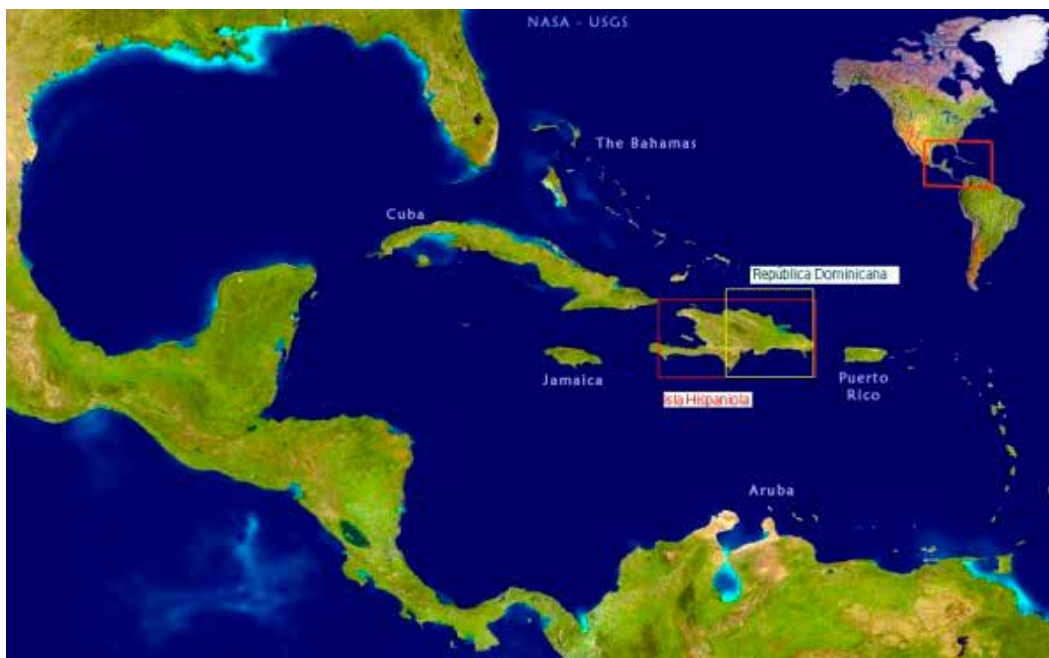 NASA - USGS
The Bahamas
Cuba
República Dominicana
Jamaica
Puerto
Rico
Isla Hispaniola
Aruba